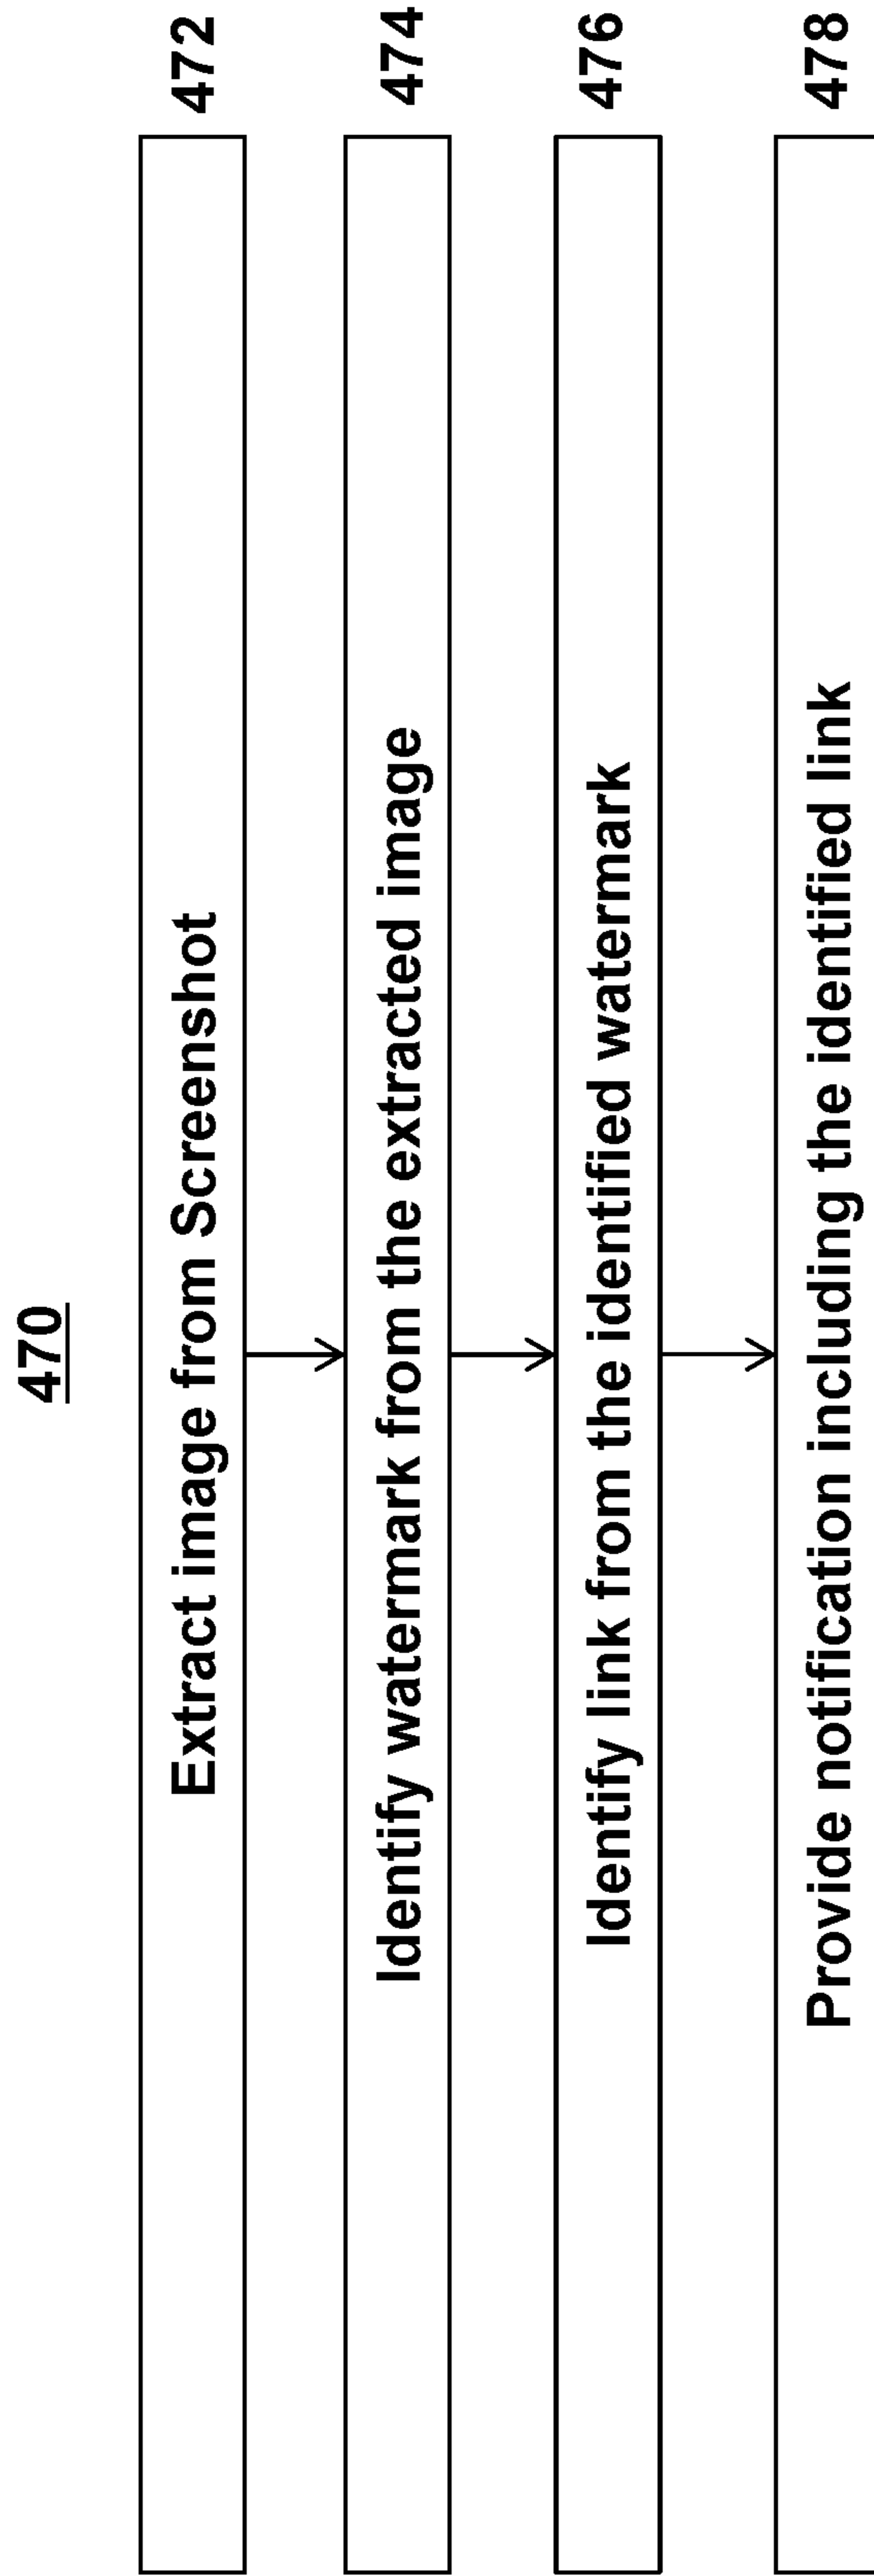 470
Extract image from Screenshot
472
Identify watermark from the extracted image
474
Identify link from the identified watermark
476
Provide notification including the identified link
478